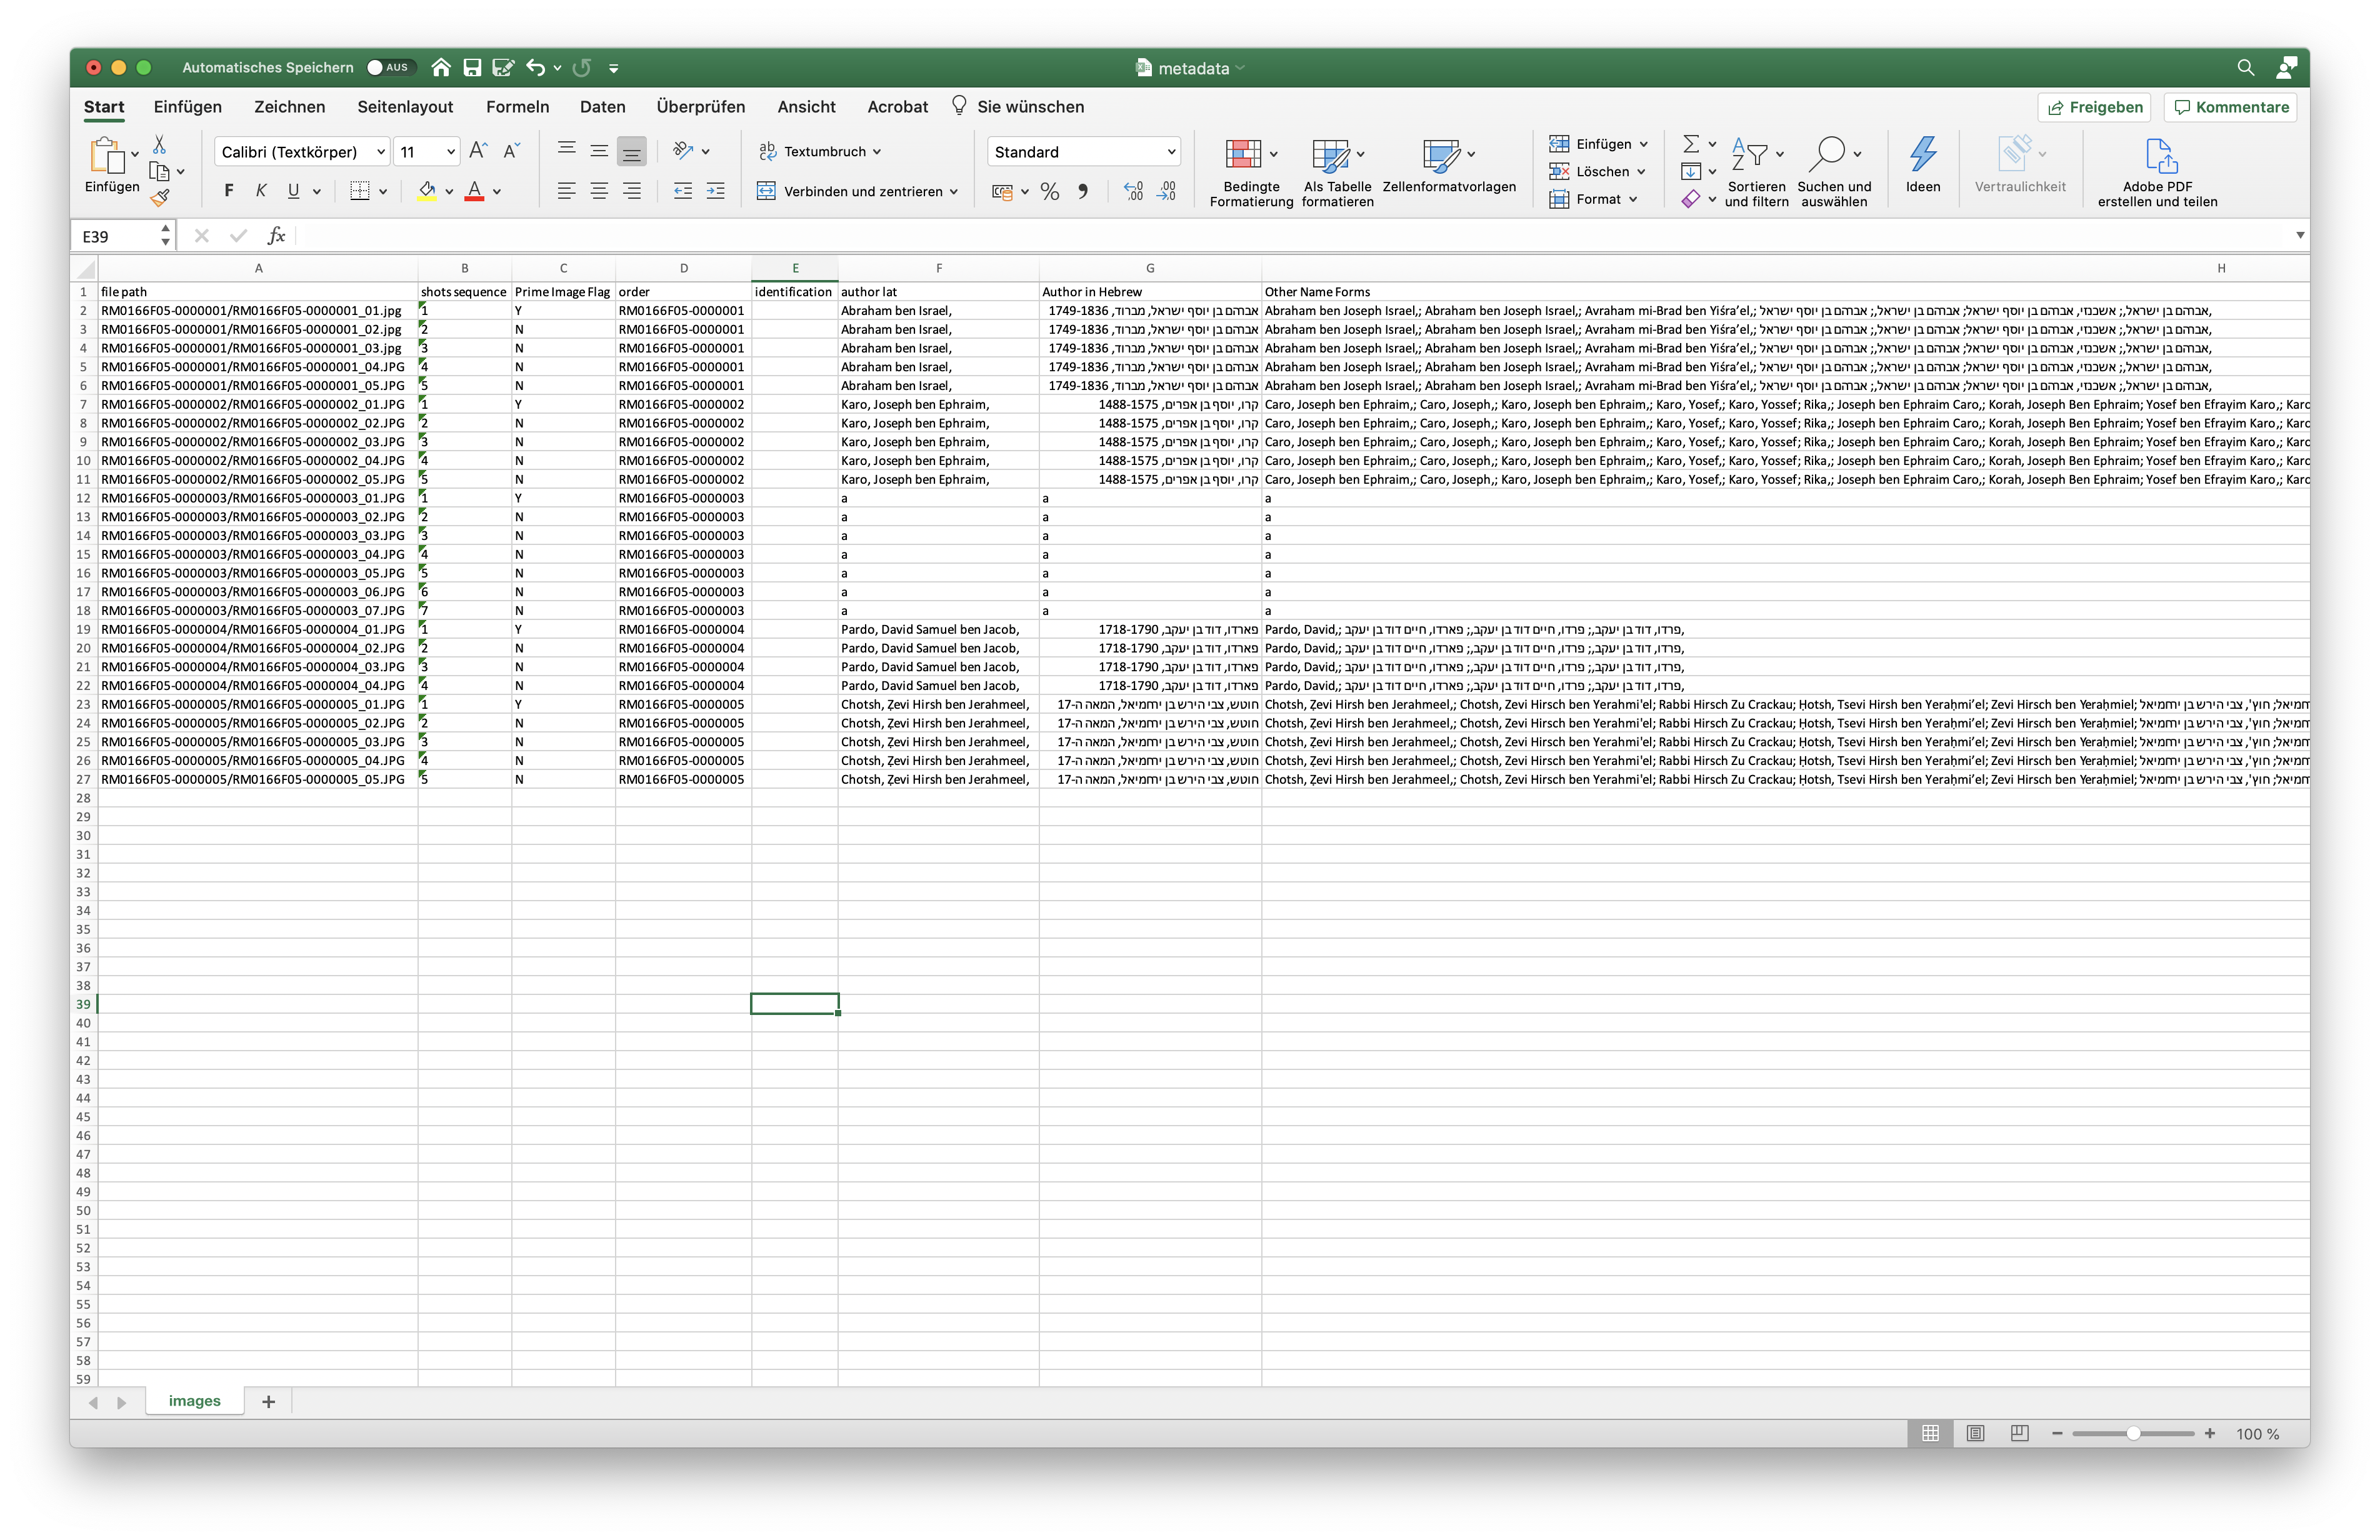 Automatisches Speichern AUS metadata
Start Einfügen Zeichnen Seitenlayout Formeln Daten Überprüfen Ansicht Acrobat Sie wünschen Freigeben Kommentare
Einfügen Calibri (Textkörper) 11 Textumbruch Standard Bedingte Formatierung Als Tabelle formatieren Zellenformatvorlagen Einfügen Löschen Format Sortieren und filtern Suchen und auswählen Ideen Vertraulichkeit Adobe PDF erstellen und teilen
F K U Verbinden und zentrieren
E39 fx
A B C D E F G H
1 file path shots sequence Prime Image Flag order identification author lat Author in Hebrew Other Name Forms
2 RM0166F05-0000001/RM0166F05-0000001_01.jpg 1 Y RM0166F05-0000001 Abraham ben Israel, אברהם בן יוסף ישראל, מברוד, 1749-1836 Abraham ben Joseph Israel,; Abraham ben Joseph Israel,; Avraham mi-Brad ben Yiśra’el,; אברהם בן יוסף ישראל; אברהם בן ישראל,; אברהם בן יוסף ישראל; אשכנזי, אברהם בן יוסף ישראל,; אברהם בן ישראל,
3 RM0166F05-0000001/RM0166F05-0000001_02.jpg 2 N RM0166F05-0000001 Abraham ben Israel, אברהם בן יוסף ישראל, מברוד, 1749-1836 Abraham ben Joseph Israel,; Abraham ben Joseph Israel,; Avraham mi-Brad ben Yiśra’el,; אברהם בן יוסף ישראל; אברהם בן ישראל,; אברהם בן יוסף ישראל; אשכנזי, אברהם בן יוסף ישראל,; אברהם בן ישראל,
4 RM0166F05-0000001/RM0166F05-0000001_03.jpg 3 N RM0166F05-0000001 Abraham ben Israel, אברהם בן יוסף ישראל, מברוד, 1749-1836 Abraham ben Joseph Israel,; Abraham ben Joseph Israel,; Avraham mi-Brad ben Yiśra’el,; אברהם בן יוסף ישראל; אברהם בן ישראל,; אברהם בן יוסף ישראל; אשכנזי, אברהם בן יוסף ישראל,; אברהם בן ישראל,
5 RM0166F05-0000001/RM0166F05-0000001_04.JPG 4 N RM0166F05-0000001 Abraham ben Israel, אברהם בן יוסף ישראל, מברוד, 1749-1836 Abraham ben Joseph Israel,; Abraham ben Joseph Israel,; Avraham mi-Brad ben Yiśra’el,; אברהם בן יוסף ישראל; אברהם בן ישראל,; אברהם בן יוסף ישראל; אשכנזי, אברהם בן יוסף ישראל,; אברהם בן ישראל,
6 RM0166F05-0000001/RM0166F05-0000001_05.JPG 5 N RM0166F05-0000001 Abraham ben Israel, אברהם בן יוסף ישראל, מברוד, 1749-1836 Abraham ben Joseph Israel,; Abraham ben Joseph Israel,; Avraham mi-Brad ben Yiśra’el,; אברהם בן יוסף ישראל; אברהם בן ישראל,; אברהם בן יוסף ישראל; אשכנזי, אברהם בן יוסף ישראל,; אברהם בן ישראל,
7 RM0166F05-0000002/RM0166F05-0000002_01.JPG 1 Y RM0166F05-0000002 Karo, Joseph ben Ephraim, קרו, יוסף בן אפרים, 1488-1575 Caro, Joseph ben Ephraim,; Caro, Joseph,; Karo, Joseph ben Ephraim,; Karo, Yosef,; Karo, Yossef; Rika,; Joseph ben Ephraim Caro,; Korah, Joseph Ben Ephraim; Yosef ben Efrayim Karo,; Karo
8 RM0166F05-0000002/RM0166F05-0000002_02.JPG 2 N RM0166F05-0000002 Karo, Joseph ben Ephraim, קרו, יוסף בן אפרים, 1488-1575 Caro, Joseph ben Ephraim,; Caro, Joseph,; Karo, Joseph ben Ephraim,; Karo, Yosef,; Karo, Yossef; Rika,; Joseph ben Ephraim Caro,; Korah, Joseph Ben Ephraim; Yosef ben Efrayim Karo,; Karo
9 RM0166F05-0000002/RM0166F05-0000002_03.JPG 3 N RM0166F05-0000002 Karo, Joseph ben Ephraim, קרו, יוסף בן אפרים, 1488-1575 Caro, Joseph ben Ephraim,; Caro, Joseph,; Karo, Joseph ben Ephraim,; Karo, Yosef,; Karo, Yossef; Rika,; Joseph ben Ephraim Caro,; Korah, Joseph Ben Ephraim; Yosef ben Efrayim Karo,; Karo
10 RM0166F05-0000002/RM0166F05-0000002_04.JPG 4 N RM0166F05-0000002 Karo, Joseph ben Ephraim, קרו, יוסף בן אפרים, 1488-1575 Caro, Joseph ben Ephraim,; Caro, Joseph,; Karo, Joseph ben Ephraim,; Karo, Yosef,; Karo, Yossef; Rika,; Joseph ben Ephraim Caro,; Korah, Joseph Ben Ephraim; Yosef ben Efrayim Karo,; Karo
11 RM0166F05-0000002/RM0166F05-0000002_05.JPG 5 N RM0166F05-0000002 Karo, Joseph ben Ephraim, קרו, יוסף בן אפרים, 1488-1575 Caro, Joseph ben Ephraim,; Caro, Joseph,; Karo, Joseph ben Ephraim,; Karo, Yosef,; Karo, Yossef; Rika,; Joseph ben Ephraim Caro,; Korah, Joseph Ben Ephraim; Yosef ben Efrayim Karo,; Karo
12 RM0166F05-0000003/RM0166F05-0000003_01.JPG 1 Y RM0166F05-0000003 a a a
13 RM0166F05-0000003/RM0166F05-0000003_02.JPG 2 N RM0166F05-0000003 a a a
14 RM0166F05-0000003/RM0166F05-0000003_03.JPG 3 N RM0166F05-0000003 a a a
15 RM0166F05-0000003/RM0166F05-0000003_04.JPG 4 N RM0166F05-0000003 a a a
16 RM0166F05-0000003/RM0166F05-0000003_05.JPG 5 N RM0166F05-0000003 a a a
17 RM0166F05-0000003/RM0166F05-0000003_06.JPG 6 N RM0166F05-0000003 a a a
18 RM0166F05-0000003/RM0166F05-0000003_07.JPG 7 N RM0166F05-0000003 a a a
19 RM0166F05-0000004/RM0166F05-0000004_01.JPG 1 Y RM0166F05-0000004 Pardo, David Samuel ben Jacob, פארדו, דוד בן יעקב, 1718-1790 Pardo, David,; פארדו, חיים דוד בן יעקב,; פרדו, חיים דוד בן יעקב,; פרדו, דוד בן יעקב,
20 RM0166F05-0000004/RM0166F05-0000004_02.JPG 2 N RM0166F05-0000004 Pardo, David Samuel ben Jacob, פארדו, דוד בן יעקב, 1718-1790 Pardo, David,; פארדו, חיים דוד בן יעקב,; פרדו, חיים דוד בן יעקב,; פרדו, דוד בן יעקב,
21 RM0166F05-0000004/RM0166F05-0000004_03.JPG 3 N RM0166F05-0000004 Pardo, David Samuel ben Jacob, פארדו, דוד בן יעקב, 1718-1790 Pardo, David,; פארדו, חיים דוד בן יעקב,; פרדו, חיים דוד בן יעקב,; פרדו, דוד בן יעקב,
22 RM0166F05-0000004/RM0166F05-0000004_04.JPG 4 N RM0166F05-0000004 Pardo, David Samuel ben Jacob, פארדו, דוד בן יעקב, 1718-1790 Pardo, David,; פארדו, חיים דוד בן יעקב,; פרדו, חיים דוד בן יעקב,; פרדו, דוד בן יעקב,
23 RM0166F05-0000005/RM0166F05-0000005_01.JPG 1 Y RM0166F05-0000005 Chotsh, Ẓevi Hirsh ben Jerahmeel, חוטש, צבי הירש בן ירחמיאל, המאה ה-17 Chotsh, Ẓevi Hirsh ben Jerahmeel,; Chotsh, Zevi Hirsch ben Yerahmi'el; Rabbi Hirsch Zu Crackau; Ḥotsh, Tsevi Hirsh ben Yeraḥmi’el; Zevi Hirsch ben Yeraḥmiel; חוץ', צבי הירש בן ירחמיאל;
24 RM0166F05-0000005/RM0166F05-0000005_02.JPG 2 N RM0166F05-0000005 Chotsh, Ẓevi Hirsh ben Jerahmeel, חוטש, צבי הירש בן ירחמיאל, המאה ה-17 Chotsh, Ẓevi Hirsh ben Jerahmeel,; Chotsh, Zevi Hirsch ben Yerahmi'el; Rabbi Hirsch Zu Crackau; Ḥotsh, Tsevi Hirsh ben Yeraḥmi’el; Zevi Hirsch ben Yeraḥmiel; חוץ', צבי הירש בן ירחמיאל;
25 RM0166F05-0000005/RM0166F05-0000005_03.JPG 3 N RM0166F05-0000005 Chotsh, Ẓevi Hirsh ben Jerahmeel, חוטש, צבי הירש בן ירחמיאל, המאה ה-17 Chotsh, Ẓevi Hirsh ben Jerahmeel,; Chotsh, Zevi Hirsch ben Yerahmi'el; Rabbi Hirsch Zu Crackau; Ḥotsh, Tsevi Hirsh ben Yeraḥmi’el; Zevi Hirsch ben Yeraḥmiel; חוץ', צבי הירש בן ירחמיאל;
26 RM0166F05-0000005/RM0166F05-0000005_04.JPG 4 N RM0166F05-0000005 Chotsh, Ẓevi Hirsh ben Jerahmeel, חוטש, צבי הירש בן ירחמיאל, המאה ה-17 Chotsh, Ẓevi Hirsh ben Jerahmeel,; Chotsh, Zevi Hirsch ben Yerahmi'el; Rabbi Hirsch Zu Crackau; Ḥotsh, Tsevi Hirsh ben Yeraḥmi’el; Zevi Hirsch ben Yeraḥmiel; חוץ', צבי הירש בן ירחמיאל;
27 RM0166F05-0000005/RM0166F05-0000005_05.JPG 5 N RM0166F05-0000005 Chotsh, Ẓevi Hirsh ben Jerahmeel, חוטש, צבי הירש בן ירחמיאל, המאה ה-17 Chotsh, Ẓevi Hirsh ben Jerahmeel,; Chotsh, Zevi Hirsch ben Yerahmi'el; Rabbi Hirsch Zu Crackau; Ḥotsh, Tsevi Hirsh ben Yeraḥmi’el; Zevi Hirsch ben Yeraḥmiel; חוץ', צבי הירש בן ירחמיאל;
28
29
30
31
32
33
34
35
36
37
38
39
40
41
42
43
44
45
46
47
48
49
50
51
52
53
54
55
56
57
58
59
images
100 %